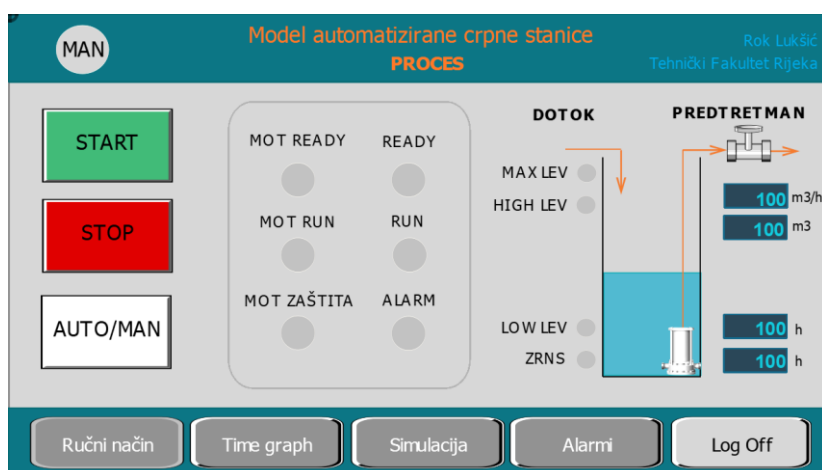 MAN
Model automatizirane crpne stanice
PROCES
Rok Lukšić
Tehnički Fakultet Rijeka
START
STOP
AUTO/MAN
MOT READY
READY
MOT RUN
RUN
MOT ZAŠTITA
ALARM
DOTOK
PREDTRETMAN
MAX LEV
HIGH LEV
100 m3/h
100 m3
LOW LEV
ZRNS
100 h
100 h
Ručni način
Time graph
Simulacija
Alarmi
Log Off